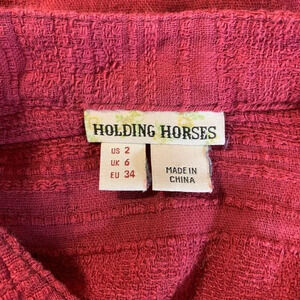 HOLDING HORSES
US 2
UK 6
EU 34
MADE IN
CHINA